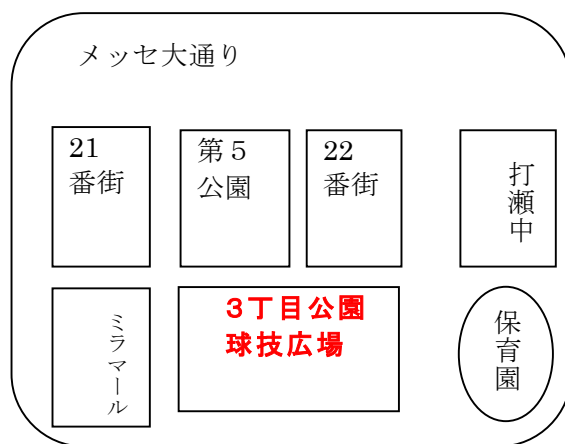 メッセ大通り
21
番街
第５
公園
22
番街
打瀬中
ミラマール
3丁目公園
球技広場
保育園